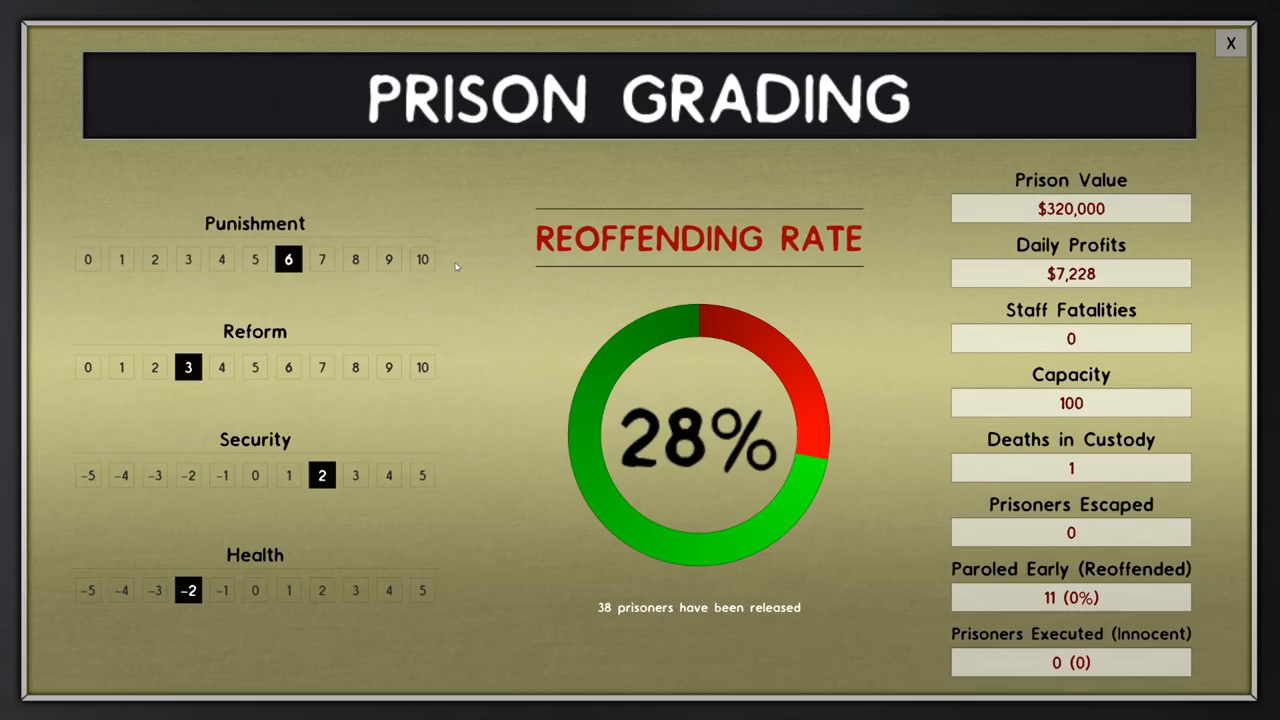 X
PRISON GRADING
Punishment
0 1 2 3 4 5 6 7 8 9 10
Reform
0 1 2 3 4 5 6 7 8 9 10
Security
-5 -4 -3 -2 -1 0 1 2 3 4 5
Health
-5 -4 -3 -2 -1 0 1 2 3 4 5
REOFFENDING RATE
28%
38 prisoners have been released
Prison Value
$320,000
Daily Profits
$7,228
Staff Fatalities
0
Capacity
100
Deaths in Custody
1
Prisoners Escaped
0
Paroled Early (Reoffended)
11 (0%)
Prisoners Executed (Innocent)
0 (0)